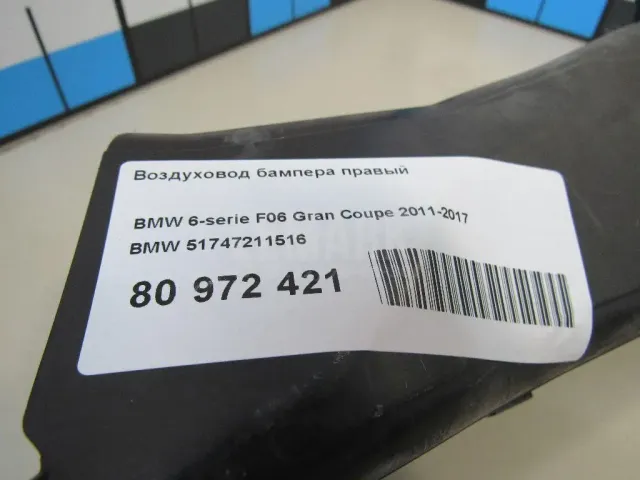 Воздуховод бампера правый
BMW 6-serie F06 Gran Coupe 2011-2017
BMW 51747211516
80 972 421